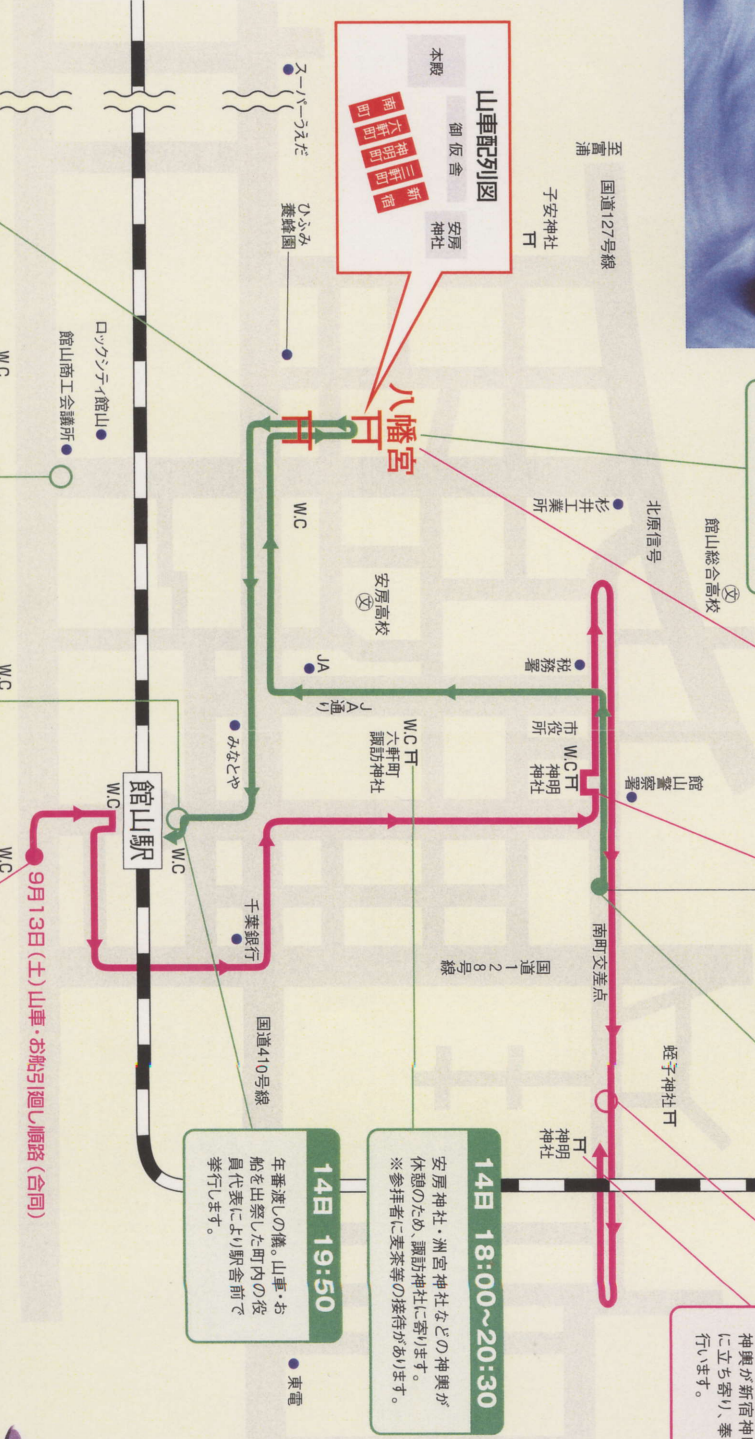 山車配列図
本殿
御仮舎
安房
神社
南町
六軒町
神明町
三軒町
新宿
至富浦
国道127号線
子安神社
スーパーうえだ
ひふみ
養蜂園
八幡宮
杉井工業所
北原信号
館山総合高校
文
W.C
安房高校
文
税務署
JA
JA通り
市役所
W.C
神明
神社
館山警察署
W.C
六軒町
諏訪神社
みなとや
ロックシティ館山
館山商工会議所
W.C
W.C
W.C
館山駅
W.C
W.C
千葉銀行
国道128号線
南町交差点
蛭子神社
神明
神社
国道410号線
9月13日(土)山車・お船引廻し順路(合同)
14日 18:00~20:30
安房神社・洲宮神社などの神輿が
休憩のため、諏訪神社に寄ります。
※参拝者に麦茶等の接待があります。
14日 19:50
年番渡しの儀。山車・お
船を出祭した町内の役
員代表により駅舎前で
挙行します。
東電
神輿が新宿神
に立ち寄り、奉
行います。